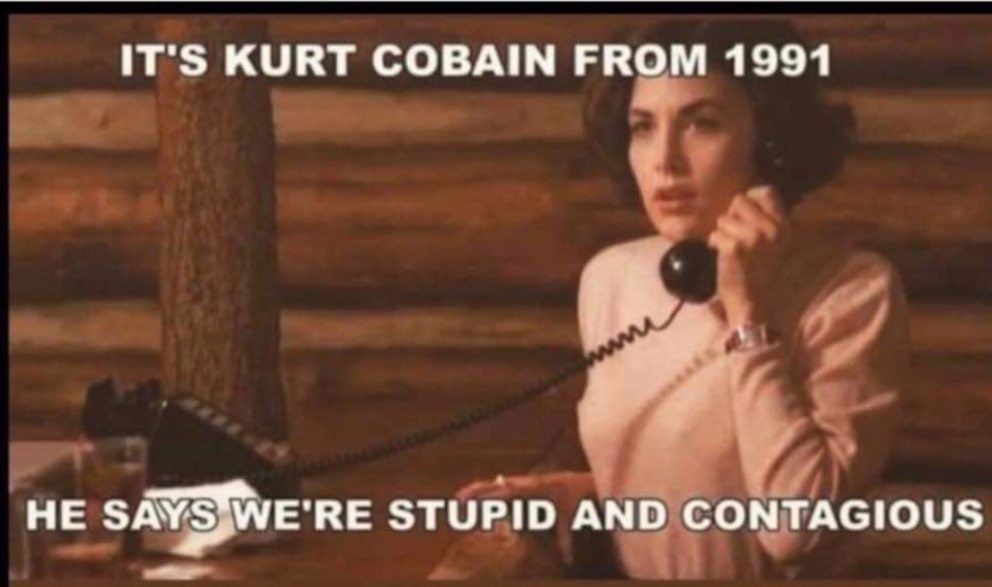 IT'S KURT COBAIN FROM 1991
HE SAYS WE'RE STUPID AND CONTAGIOUS